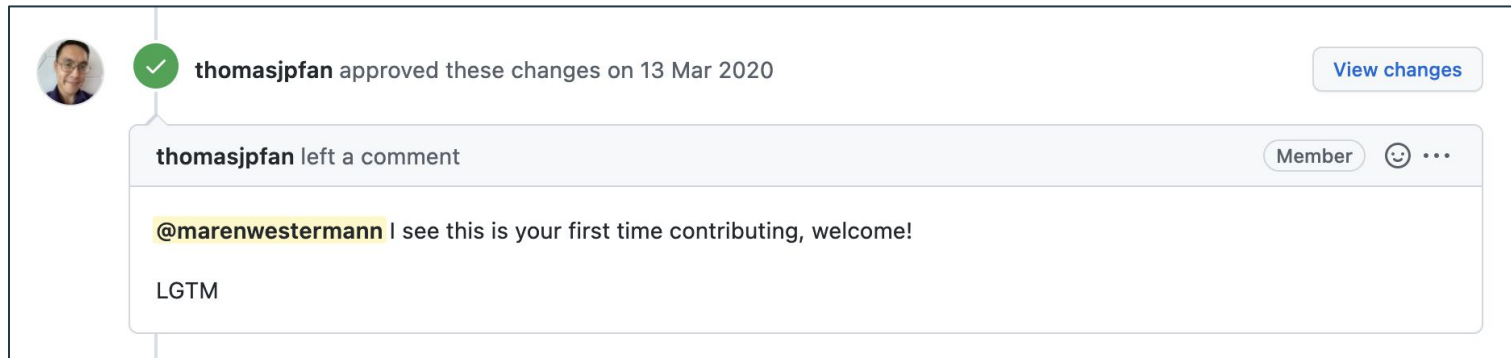 thomasjpfan approved these changes on 13 Mar 2020
View changes
thomasjpfan left a comment
Member
@marenwestermann I see this is your first time contributing, welcome!
LGTM